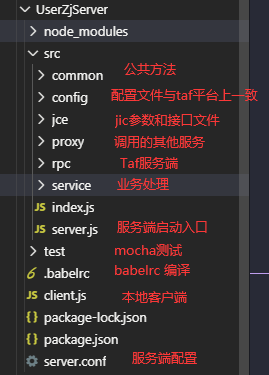 UserZjServer
node_modules
src
common 公共方法
config 配置文件与taf平台上一致
jce jic参数和接口文件
proxy 调用的其他服务
rpc Taf服务端
service 业务处理
JS index.js
JS server.js 服务端启动入口
test mocha测试
.babelrc babelrc 编译
JS client.js 本地客户端
package-lock.json
package.json
server.conf 服务端配置